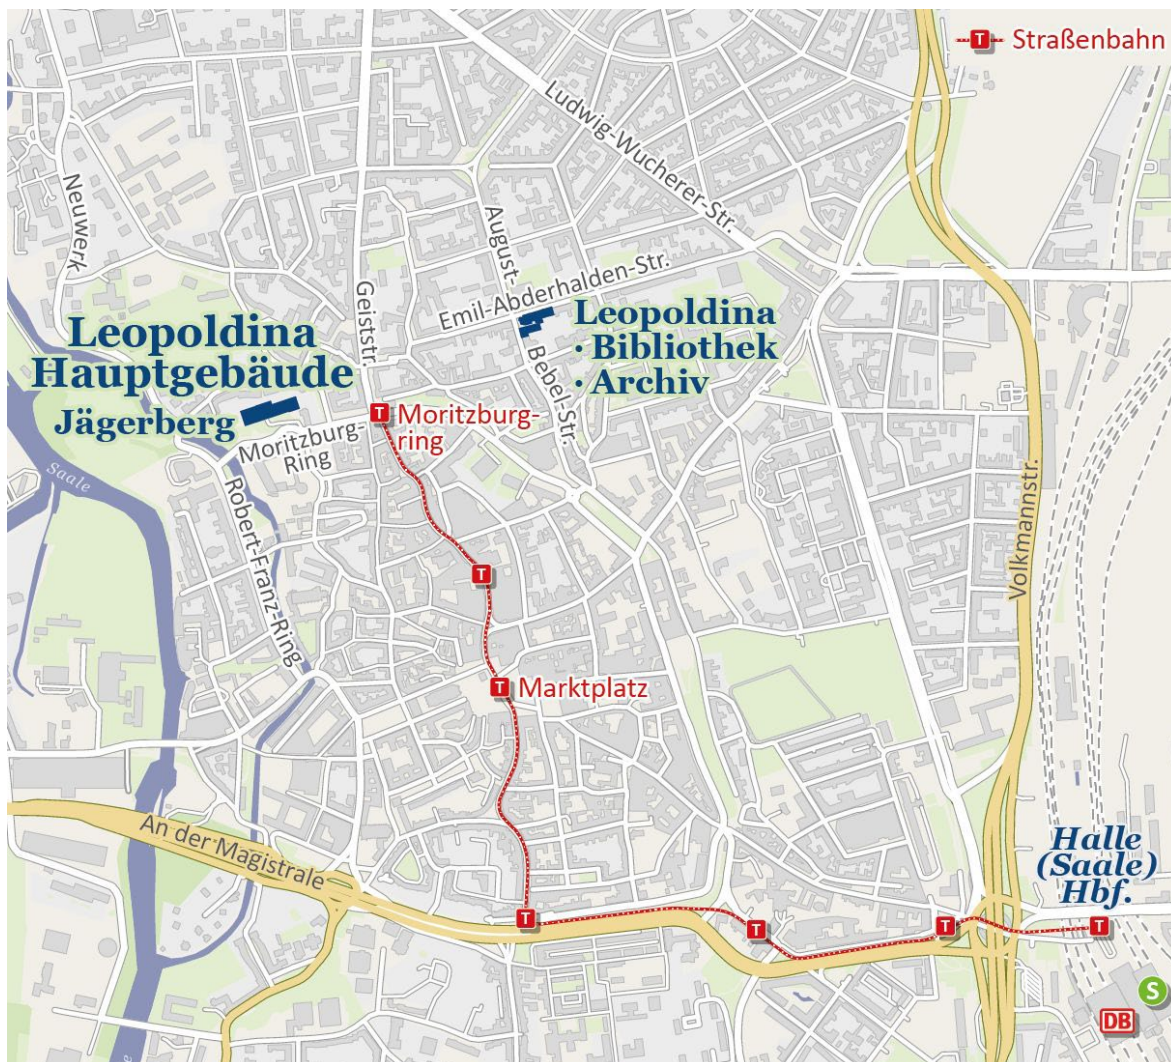 T Straßenbahn
Ludwig-Wucherer-Str.
Neuwerk
August-
Geiststr.
Emil-Abderhalden-Str.
Leopoldina
Hauptgebäude
Jägerberg
Leopoldina
· Bibliothek
· Archiv
Bebel-Str.
T Moritzburg-
ring
Moritzburg-
Ring
Saale
Robert-Franz-Ring
Volkmannstr.
T
T Marktplatz
An der Magistrale
Halle
(Saale)
Hbf.
T
T
T
T
S
DB